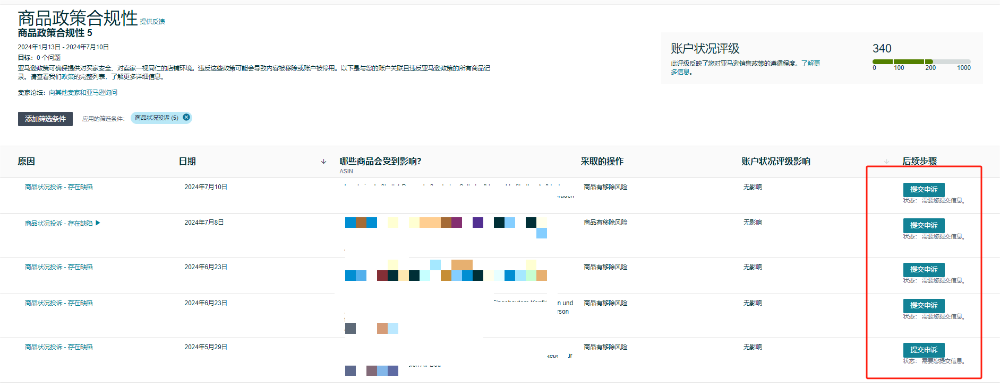 商品政策合规性 提供反馈
商品政策合规性 5
2024年1月13日 - 2024年7月10日
目标：0 个问题
亚马逊政策可确保提供对买家安全、对卖家一视同仁的店铺环境。违反这些政策可能会导致内容被移除或账户被停用。以下是与您的账户关联且违反亚马逊政策的所有商品记
录。请查看我们政策的完整列表，了解更多详细信息。
卖家论坛：向其他卖家和亚马逊询问
账户状况评级
此评级反映了您对亚马逊销售政策的遵循程度。了解更
多信息。
340
0 100 200 1000
添加筛选条件 应用的筛选条件： 商品状况投诉 (5)
原因 日期 哪些商品会受到影响? 采取的操作 账户状况评级影响 后续步骤
ASIN
商品状况投诉 - 存在缺陷 2024年7月10日 商品有移除风险 无影响 提交申诉
状态： 需要您提交信息。
商品状况投诉 - 存在缺陷 2024年7月8日 商品有移除风险 无影响 提交申诉
状态： 需要您提交信息。
商品状况投诉 - 存在缺陷 2024年6月23日 商品有移除风险 无影响 提交申诉
状态： 需要您提交信息。
商品状况投诉 - 存在缺陷 2024年6月23日 n und 商品有移除风险 无影响 提交申诉
rson
状态： 需要您提交信息。
商品状况投诉 - 存在缺陷 2024年5月29日 商品有移除风险 无影响 提交申诉
状态： 需要您提交信息。